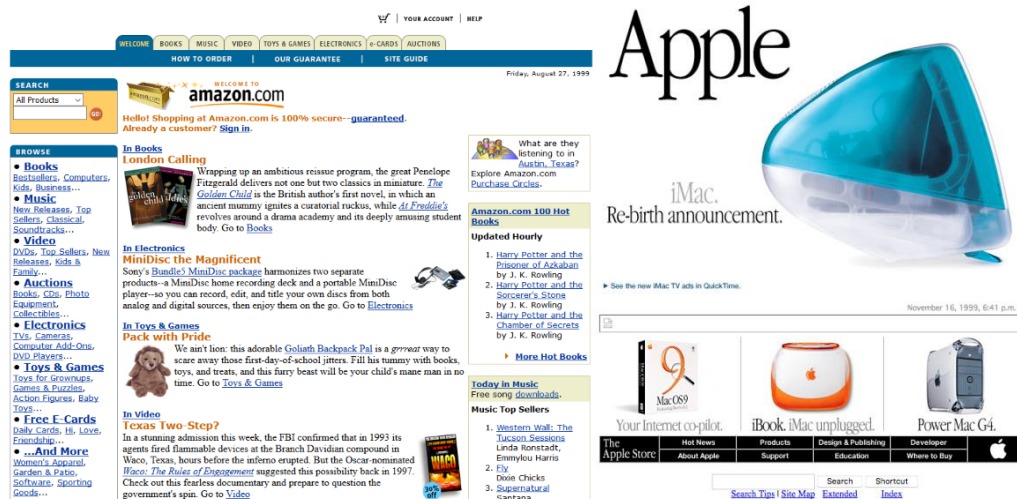 YOUR ACCOUNT | HELP
WELCOME BOOKS MUSIC VIDEO TOYS & GAMES ELECTRONICS e-CARDS AUCTIONS
HOW TO ORDER | OUR GUARANTEE | SITE GUIDE
Friday, August 27, 1999
SEARCH
All Products
GO!
BROWSE
• Books
Bestsellers, Computers,
Kids, Business...
• Music
New Releases, Top
Sellers, Classical,
Soundtracks...
• Video
DVDs, Top Sellers, New
Releases, Kids &
Family...
• Auctions
Books, CDs, Photo
Equipment,
Collectibles...
• Electronics
TVs, Cameras,
Computer Add-Ons,
DVD Players...
• Toys & Games
Toys for Grownups,
Games & Puzzles,
Action Figures, Baby
Toys...
• Free E-Cards
Daily Cards, Hi, Love,
Friendship...
• ...And More
Women's Apparel,
Garden & Patio,
Software, Sporting
Goods...
WELCOME TO
amazon.com
Hello! Shopping at Amazon.com is 100% secure--guaranteed.
Already a customer? Sign in.
In Books
London Calling
Wrapping up an ambitious reissue program, the great Penelope
Fitzgerald delivers not one but two classics in miniature. The
Golden Child is the British author's first novel, in which an
ancient mummy ignites a curatorial ruckus, while At Freddie's
revolves around a drama academy and its deeply amusing student
body. Go to Books
golden
child
In Electronics
MiniDisc the Magnificent
Sony's Bundle5 MiniDisc package harmonizes two separate
products--a MiniDisc home recording deck and a portable MiniDisc
player--so you can record, edit, and title your own discs from both
analog and digital sources, then enjoy them on the go. Go to Electronics
In Toys & Games
Pack with Pride
We ain't lion: this adorable Goliath Backpack Pal is a grrreat way to
scare away those first-day-of-school jitters. Fill his tummy with books,
toys, and treats, and this furry beast will be your child's mane man in no
time. Go to Toys & Games
In Video
Texas Two-Step?
In a stunning admission this week, the FBI confirmed that in 1993 its
agents fired flammable devices at the Branch Davidian compound in
Waco, Texas, hours before the inferno erupted. But the Oscar-nominated
Waco: The Rules of Engagement suggested this possibility back in 1997.
Check out this fearless documentary and prepare to question the
government's spin. Go to Video
WACO
30%
off
What are they
listening to in
Austin, Texas?
Explore Amazon.com
Purchase Circles.
Amazon.com 100 Hot
Books
Updated Hourly
1. Harry Potter and the
Prisoner of Azkaban
by J. K. Rowling
2. Harry Potter and the
Sorcerer's Stone
by J. K. Rowling
3. Harry Potter and the
Chamber of Secrets
by J. K. Rowling
More Hot Books
Today in Music
Free song downloads.
Music Top Sellers
1. Western Wall: The
Tucson Sessions
Linda Ronstadt,
Emmylou Harris
2. Fly
Dixie Chicks
3. Supernatural
Santana
Apple
iMac.
Re-birth announcement.
See the new iMac TV ads in QuickTime.
November 16, 1999, 6:41 p.m.
9
Mac OS 9
Your Internet co-pilot.
iBook. iMac unplugged.
Power Mac G4.
The
Apple Store
Hot News Products Design & Publishing Developer
About Apple Support Education Where to Buy
Search Shortcut
Search Tips | Site Map Extended Index